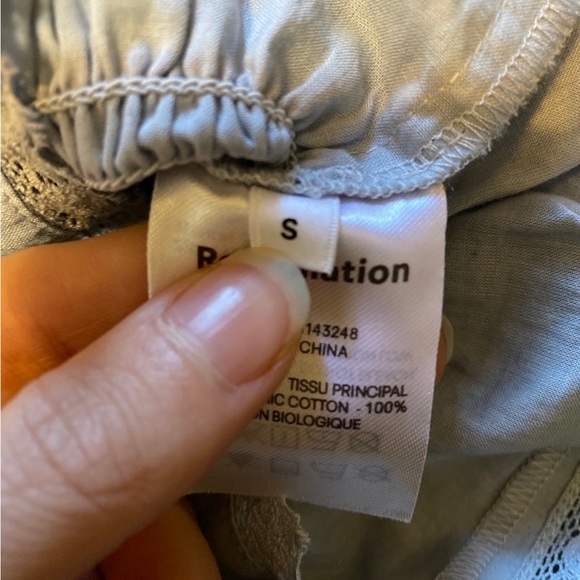 S
143248
CHINA
TISSU PRINCIPAL
COTTON - 100%
BIOLOGIQUE